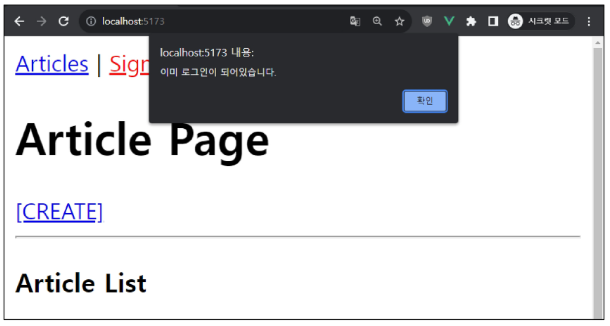 localhost:5173
시크릿 모드
localhost:5173 내용:
이미 로그인이 되어있습니다.
확인
Articles | Sign
Article Page
[CREATE]
Article List